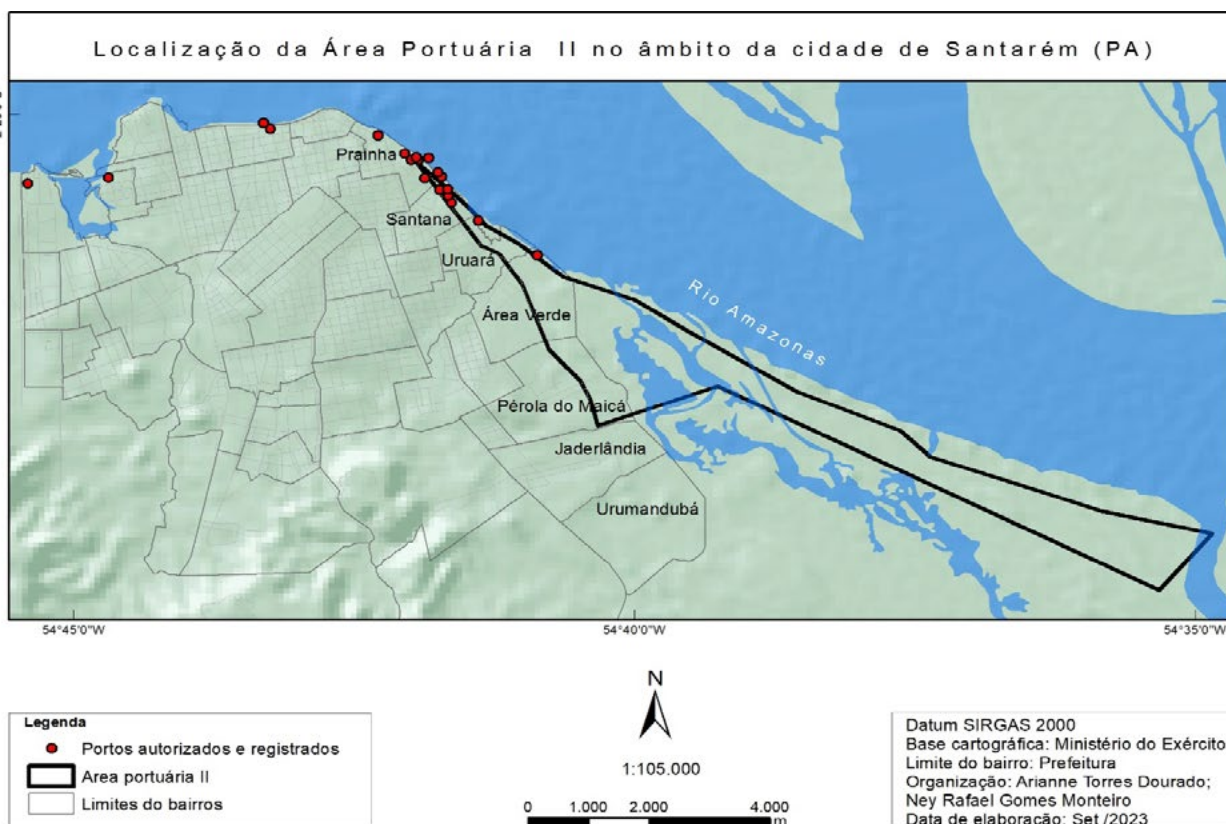 Localização da Área Portuária II no âmbito da cidade de Santarém (PA)
Prainha
Santana
Uruará
Área Verde
Rio Amazonas
Pérola do Maicá
Jaderlândia
Urumandubá
54°45'0"W
54°40'0"W
54°35'0"W
N
1:105.000
0 1.000 2.000 4.000
m
Legenda
Portos autorizados e registrados
Area portuária II
Limites do bairros
Datum SIRGAS 2000
Base cartográfica: Ministério do Exército
Limite do bairro: Prefeitura
Organização: Arianne Torres Dourado;
Ney Rafael Gomes Monteiro
Data de elaboração: Set /2023